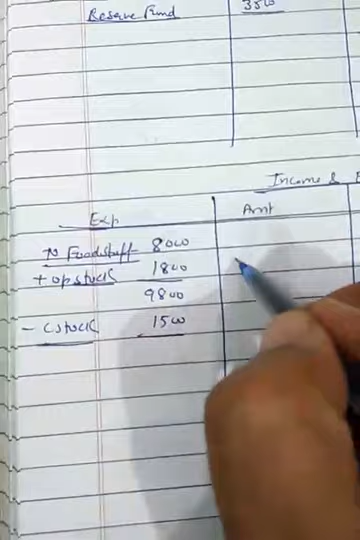 Reserve Fund 3500
Income & E
Exp Amt
To Foodstuff 8000
+ op stock 1800
9800
- C stock 1500